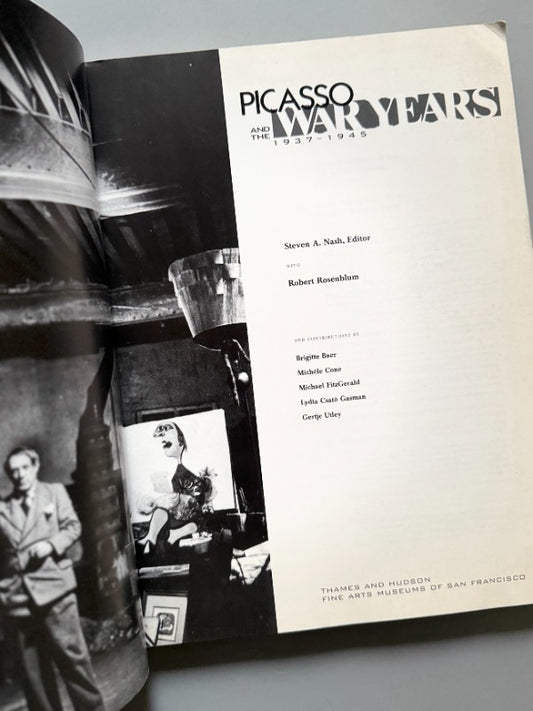 PICASSO
AND THE WAR YEARS
1937-1945
Steven A. Nash, Editor
WITH
Robert Rosenblum
AND CONTRIBUTIONS BY
Brigitte Baer
Michèle Cone
Michael FitzGerald
Lydia Csató Gasman
Gertje Utley
THAMES AND HUDSON
FINE ARTS MUSEUMS OF SAN FRANCISCO